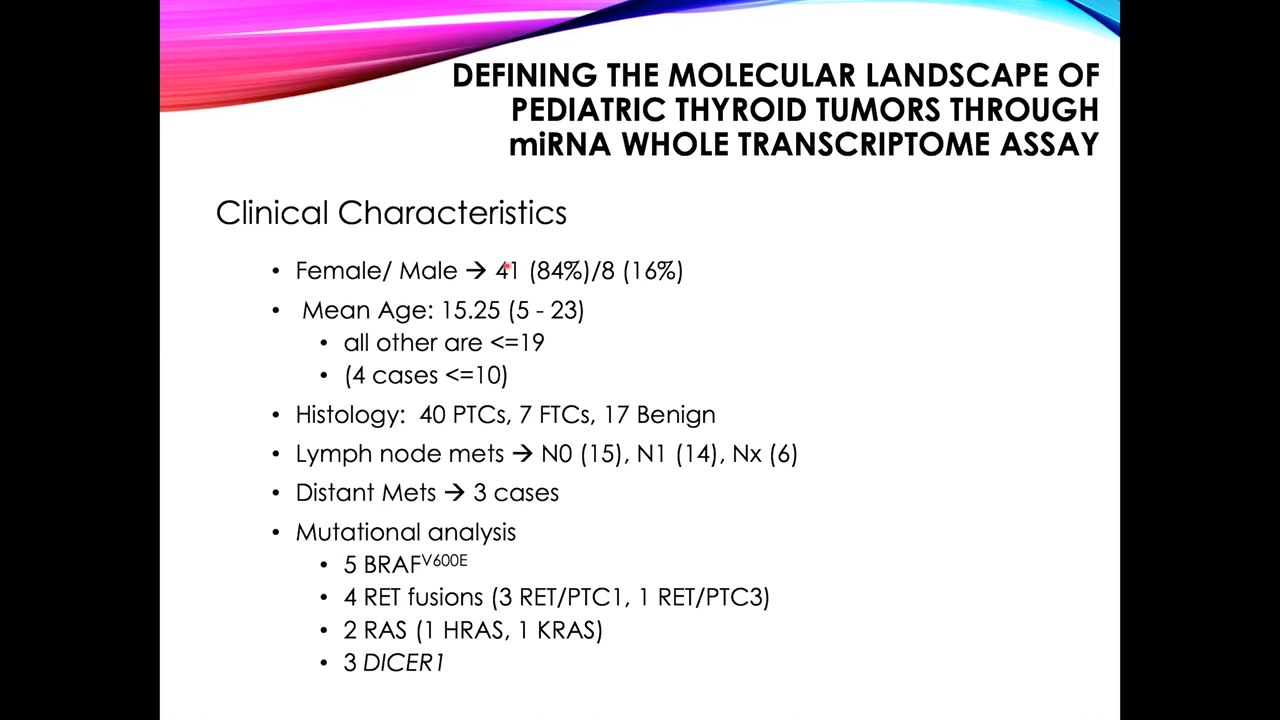 DEFINING THE MOLECULAR LANDSCAPE OF
PEDIATRIC THYROID TUMORS THROUGH
miRNA WHOLE TRANSCRIPTOME ASSAY
Clinical Characteristics
• Female/ Male → 41 (84%)/8 (16%)
• Mean Age: 15.25 (5 - 23)
• all other are <=19
• (4 cases <=10)
• Histology: 40 PTCs, 7 FTCs, 17 Benign
• Lymph node mets → N0 (15), N1 (14), Nx (6)
• Distant Mets → 3 cases
• Mutational analysis
• 5 BRAFV600E
• 4 RET fusions (3 RET/PTC1, 1 RET/PTC3)
• 2 RAS (1 HRAS, 1 KRAS)
• 3 DICER1